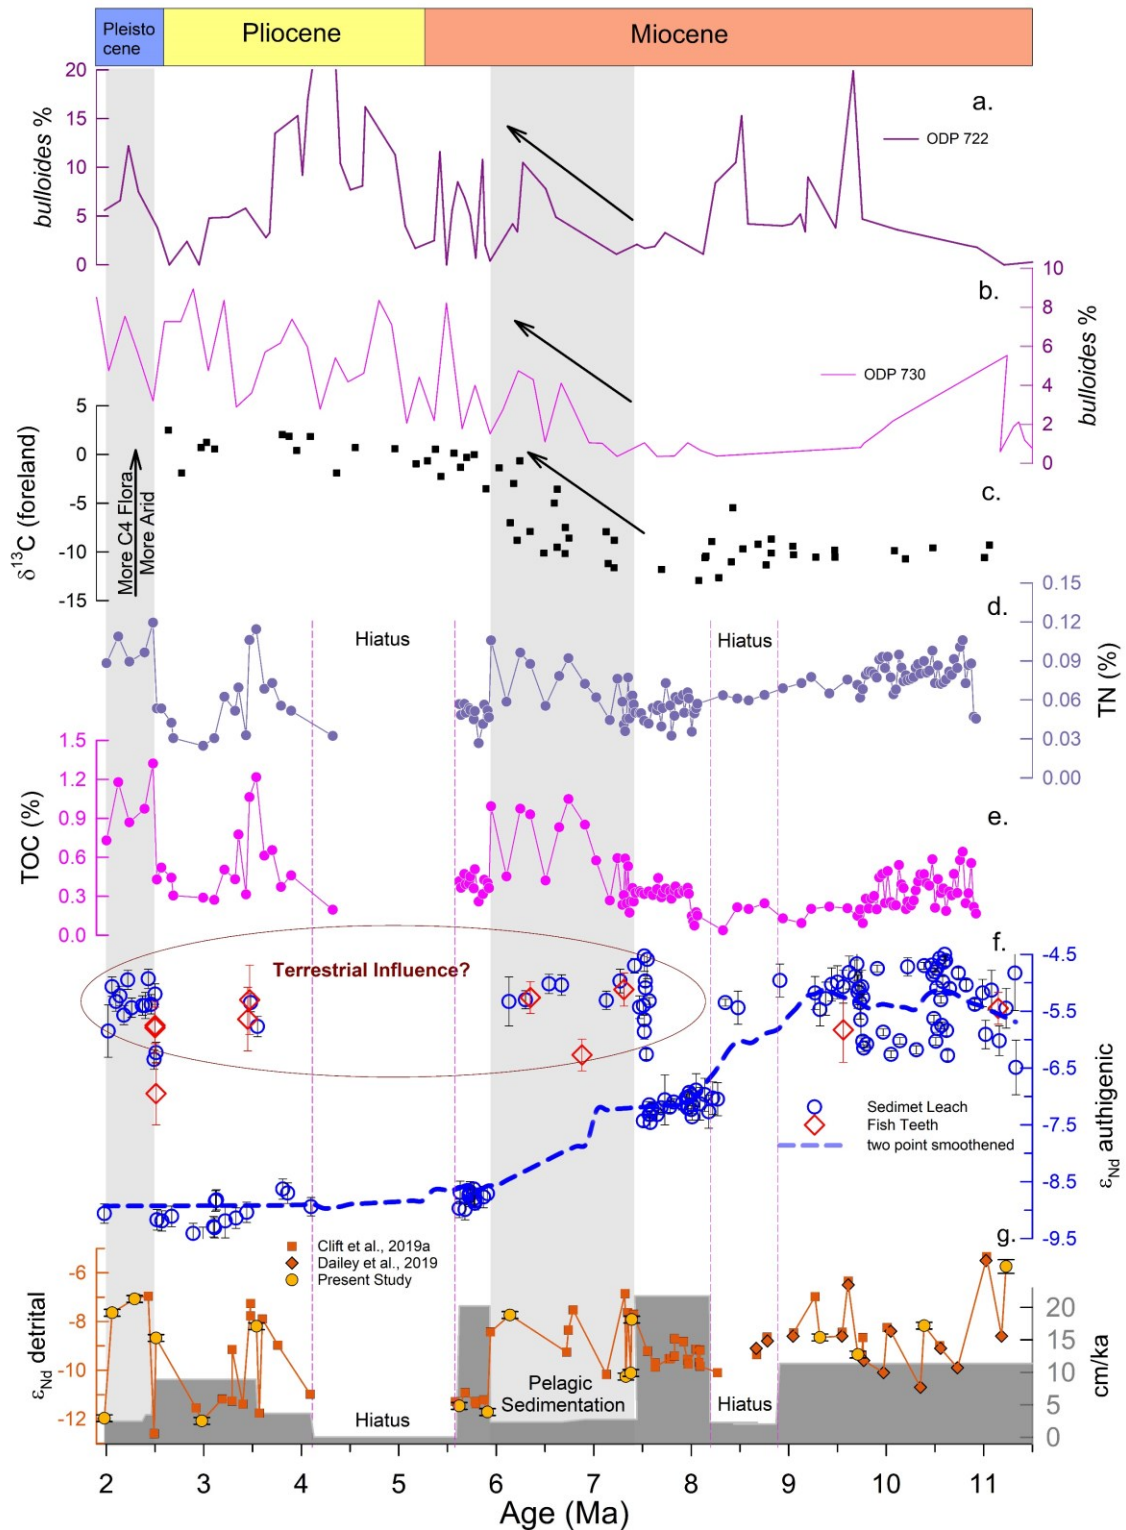 Pleisto
cene
Pliocene
Miocene
20
15
10
5
0
bulloides %
a.
ODP 722
10
8
6
4
2
0
bulloides %
b.
ODP 730
5
0
-5
-10
-15
δ13C (foreland)
More C4 Flora
More Arid
c.
0.15
0.12
0.09
0.06
0.03
0.00
TN (%)
d.
Hiatus
Hiatus
1.5
1.2
0.9
0.6
0.3
0.0
TOC (%)
e.
f.
Terrestrial Influence?
-4.5
-5.5
-6.5
-7.5
-8.5
-9.5
εNd authigenic
Sedimet Leach
Fish Teeth
two point smoothened
g.
Clift et al., 2019a
Dailey et al., 2019
Present Study
-6
-8
-10
-12
εNd detrital
20
15
10
5
0
cm/ka
Pelagic
Sedimentation
Hiatus
Hiatus
2 3 4 5 6 7 8 9 10 11
Age (Ma)